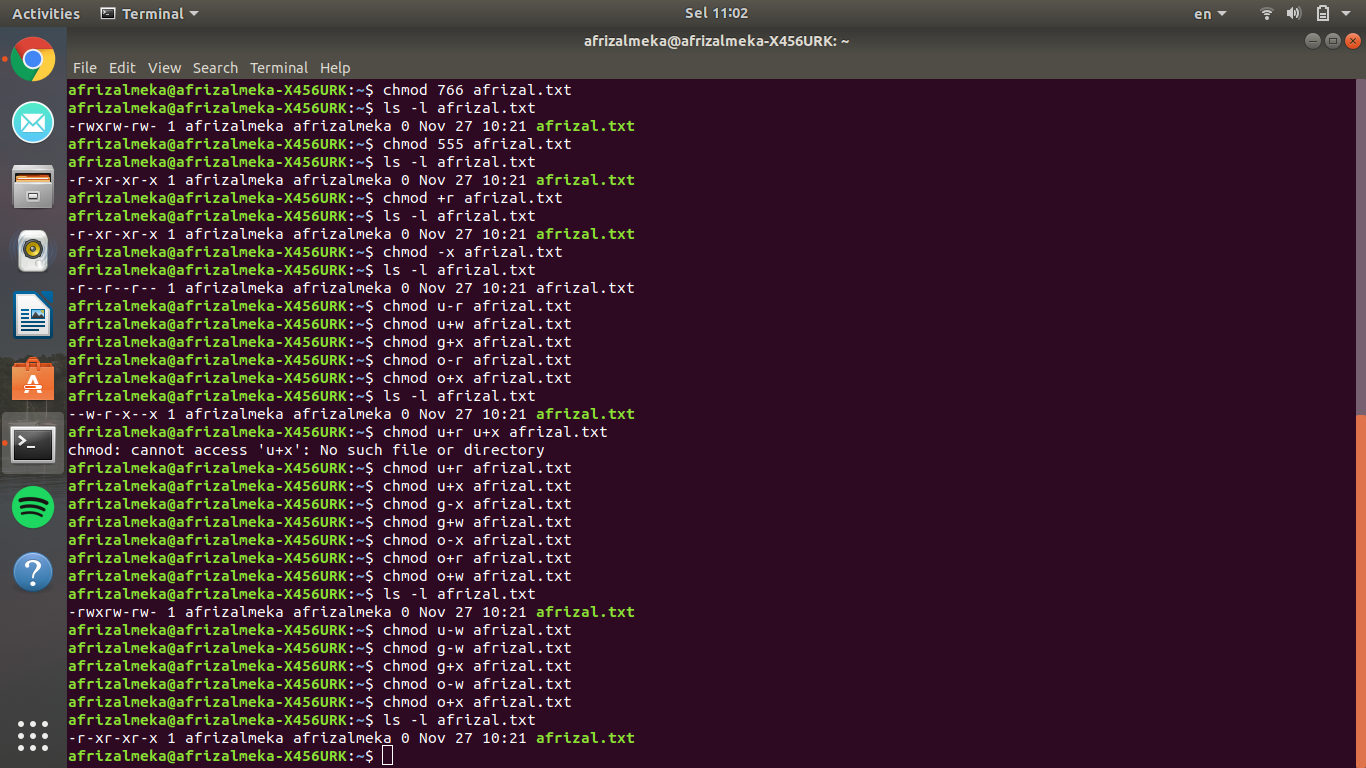 Activities Terminal Sel 11:02 en
afrizalmeka@afrizalmeka-X456URK: ~
File Edit View Search Terminal Help
afrizalmeka@afrizalmeka-X456URK:~$ chmod 766 afrizal.txt
afrizalmeka@afrizalmeka-X456URK:~$ ls -l afrizal.txt
-rwxrw-rw- 1 afrizalmeka afrizalmeka 0 Nov 27 10:21 afrizal.txt
afrizalmeka@afrizalmeka-X456URK:~$ chmod 555 afrizal.txt
afrizalmeka@afrizalmeka-X456URK:~$ ls -l afrizal.txt
-r-xr-xr-x 1 afrizalmeka afrizalmeka 0 Nov 27 10:21 afrizal.txt
afrizalmeka@afrizalmeka-X456URK:~$ chmod +r afrizal.txt
afrizalmeka@afrizalmeka-X456URK:~$ ls -l afrizal.txt
-r-xr-xr-x 1 afrizalmeka afrizalmeka 0 Nov 27 10:21 afrizal.txt
afrizalmeka@afrizalmeka-X456URK:~$ chmod -x afrizal.txt
afrizalmeka@afrizalmeka-X456URK:~$ ls -l afrizal.txt
-r--r--r-- 1 afrizalmeka afrizalmeka 0 Nov 27 10:21 afrizal.txt
afrizalmeka@afrizalmeka-X456URK:~$ chmod u-r afrizal.txt
afrizalmeka@afrizalmeka-X456URK:~$ chmod u+w afrizal.txt
afrizalmeka@afrizalmeka-X456URK:~$ chmod g+x afrizal.txt
afrizalmeka@afrizalmeka-X456URK:~$ chmod o-r afrizal.txt
afrizalmeka@afrizalmeka-X456URK:~$ chmod o+x afrizal.txt
afrizalmeka@afrizalmeka-X456URK:~$ ls -l afrizal.txt
--w-r-x--x 1 afrizalmeka afrizalmeka 0 Nov 27 10:21 afrizal.txt
afrizalmeka@afrizalmeka-X456URK:~$ chmod u+r u+x afrizal.txt
chmod: cannot access 'u+x': No such file or directory
afrizalmeka@afrizalmeka-X456URK:~$ chmod u+r afrizal.txt
afrizalmeka@afrizalmeka-X456URK:~$ chmod u+x afrizal.txt
afrizalmeka@afrizalmeka-X456URK:~$ chmod g-x afrizal.txt
afrizalmeka@afrizalmeka-X456URK:~$ chmod g+w afrizal.txt
afrizalmeka@afrizalmeka-X456URK:~$ chmod o-x afrizal.txt
afrizalmeka@afrizalmeka-X456URK:~$ chmod o+r afrizal.txt
afrizalmeka@afrizalmeka-X456URK:~$ chmod o+w afrizal.txt
afrizalmeka@afrizalmeka-X456URK:~$ ls -l afrizal.txt
-rwxrw-rw- 1 afrizalmeka afrizalmeka 0 Nov 27 10:21 afrizal.txt
afrizalmeka@afrizalmeka-X456URK:~$ chmod u-w afrizal.txt
afrizalmeka@afrizalmeka-X456URK:~$ chmod g-w afrizal.txt
afrizalmeka@afrizalmeka-X456URK:~$ chmod g+x afrizal.txt
afrizalmeka@afrizalmeka-X456URK:~$ chmod o-w afrizal.txt
afrizalmeka@afrizalmeka-X456URK:~$ chmod o+x afrizal.txt
afrizalmeka@afrizalmeka-X456URK:~$ ls -l afrizal.txt
-r-xr-xr-x 1 afrizalmeka afrizalmeka 0 Nov 27 10:21 afrizal.txt
afrizalmeka@afrizalmeka-X456URK:~$